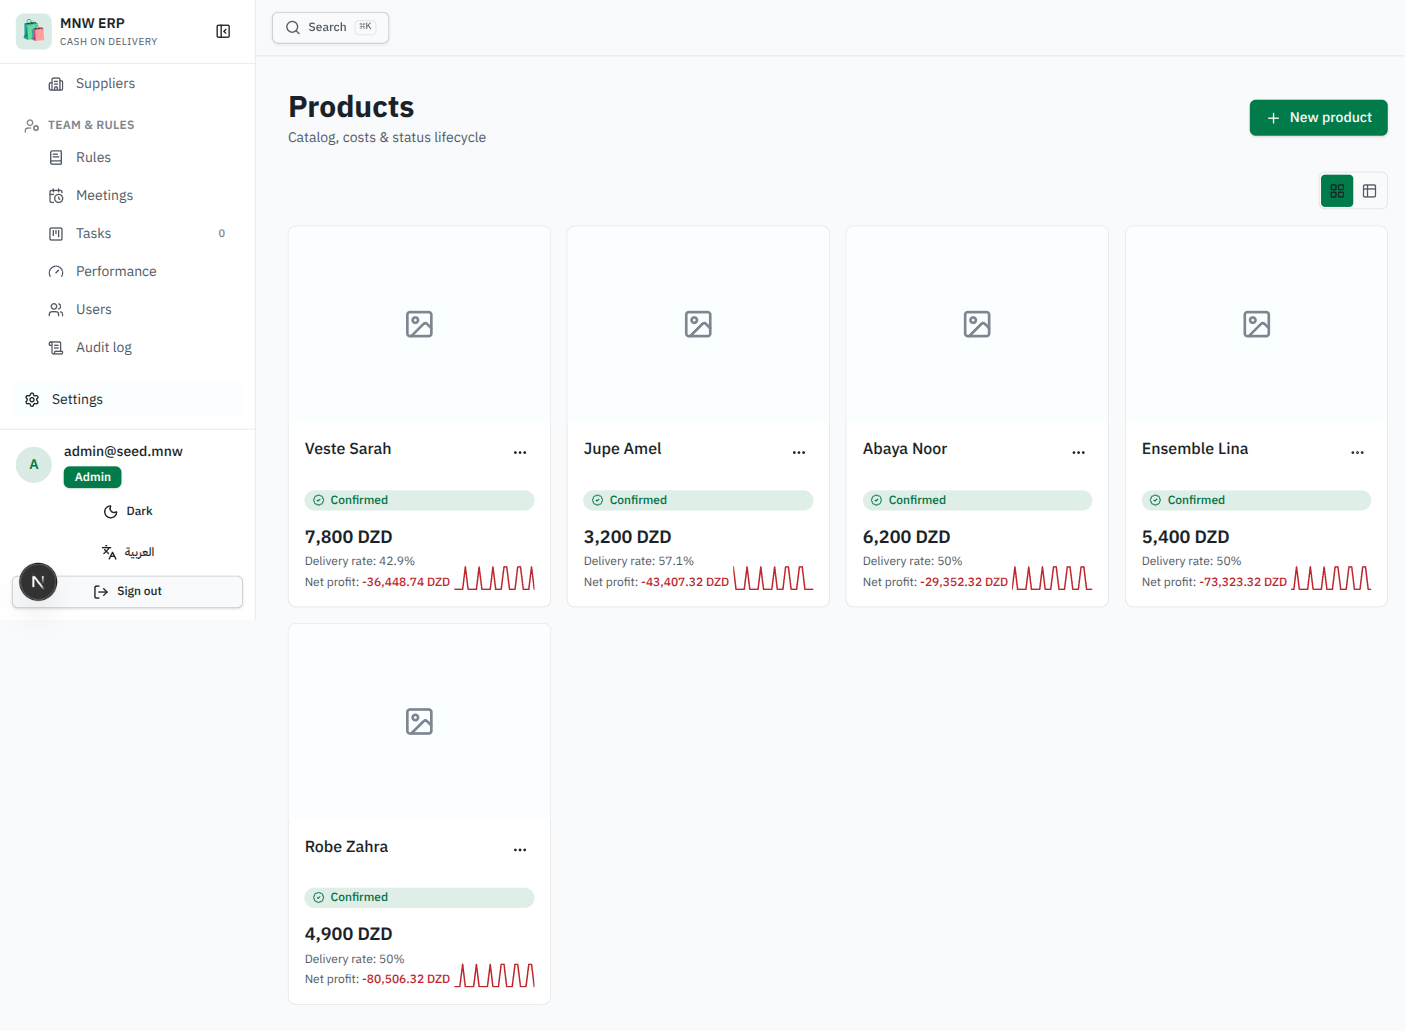 MNW ERP
CASH ON DELIVERY
Suppliers
TEAM & RULES
Rules
Meetings
Tasks 0
Performance
Users
Audit log
Settings
A
admin@seed.mnw
Admin
Dark
العربية
N
Sign out
Search ⌘K
Products
Catalog, costs & status lifecycle
New product
Veste Sarah
Confirmed
7,800 DZD
Delivery rate: 42.9%
Net profit: -36,448.74 DZD
Jupe Amel
Confirmed
3,200 DZD
Delivery rate: 57.1%
Net profit: -43,407.32 DZD
Abaya Noor
Confirmed
6,200 DZD
Delivery rate: 50%
Net profit: -29,352.32 DZD
Ensemble Lina
Confirmed
5,400 DZD
Delivery rate: 50%
Net profit: -73,323.32 DZD
Robe Zahra
Confirmed
4,900 DZD
Delivery rate: 50%
Net profit: -80,506.32 DZD